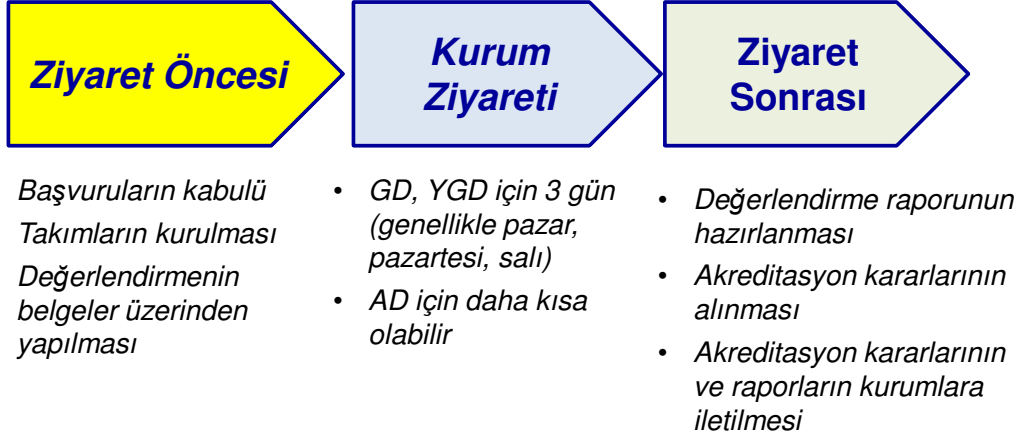 Ziyaret Öncesi
Başvuruların kabulü
Takımların kurulması
Değerlendirmenin
belgeler üzerinden
yapılması
Kurum
Ziyareti
• GD, YGD için 3 gün
(genellikle pazar,
pazartesi, salı)
• AD için daha kısa
olabilir
Ziyaret
Sonrası
• Değerlendirme raporunun
hazırlanması
• Akreditasyon kararlarının
alınması
• Akreditasyon kararlarının
ve raporların kurumlara
iletilmesi